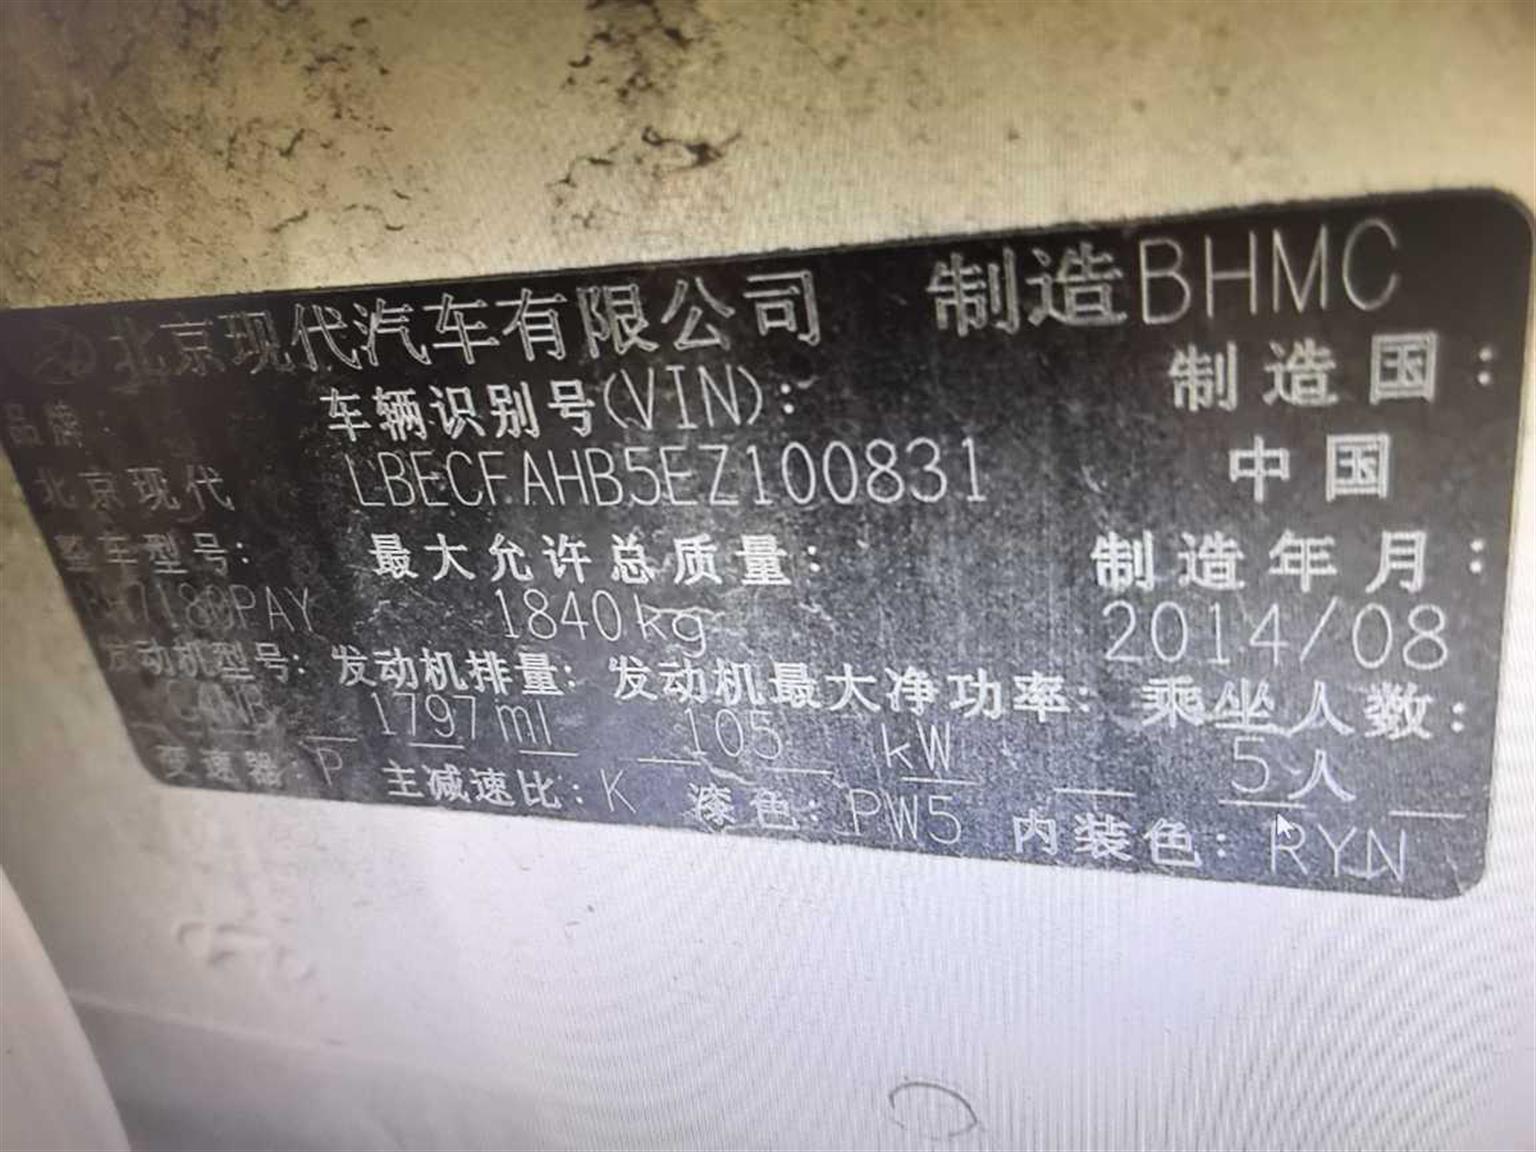 北京现代汽车有限公司 制造BHMC
品牌: 车辆识别号(VIN): 制造国:
北京现代 LBECFAHB5EZ100831 中国
整车型号: 最大允许总质量: 制造年月:
1840kg 2014/08
发动机型号: 发动机排量: 发动机最大净功率: 乘坐人数:
1797ml 105 kW 5人
变速器: P 主减速比: K 漆色: PW5 内装色: RYN